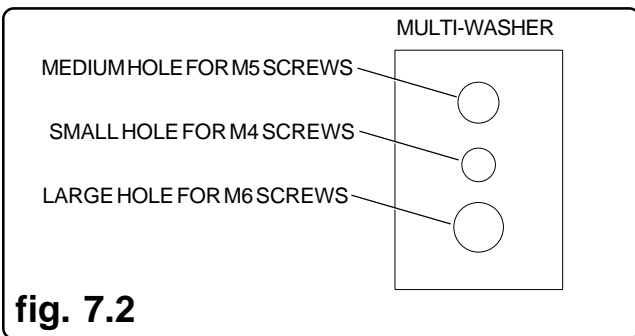 MULTI-WASHER
MEDIUM HOLE FOR M5 SCREWS
SMALL HOLE FOR M4 SCREWS
LARGE HOLE FOR M6 SCREWS
fig. 7.2